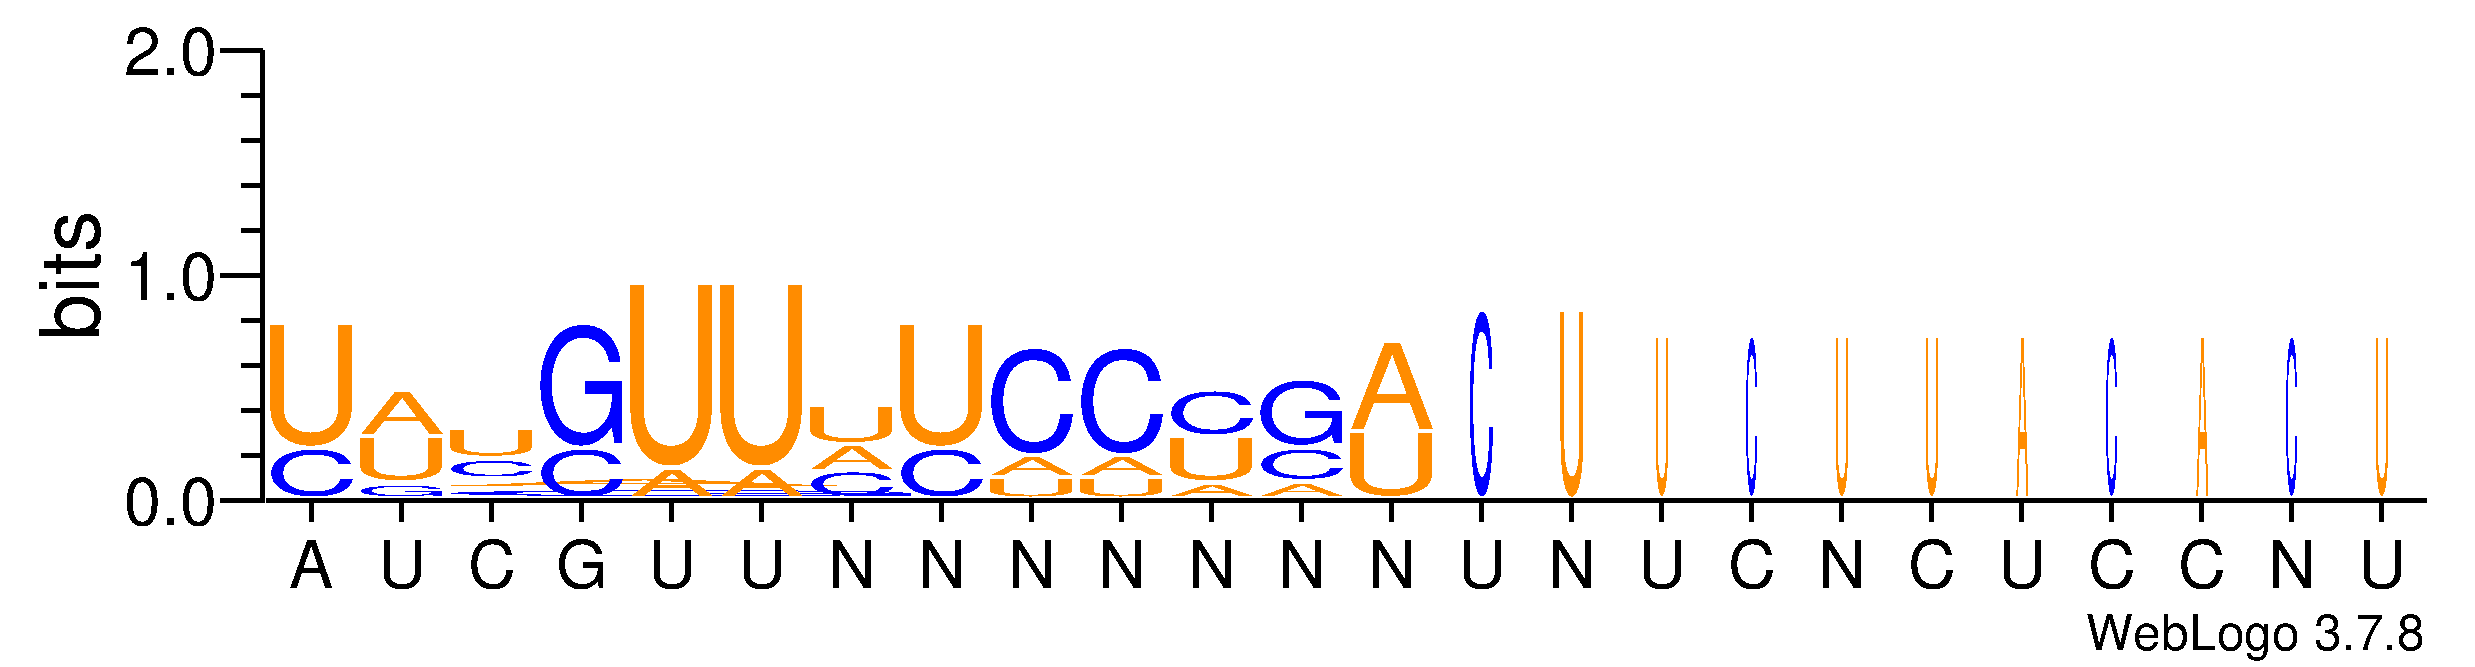 2.0
bits
1.0
0.0
U A U G U U U U C C C G A C U U C U U A C A C U
C U C C A A A C A A U C U
G A C U U A A
A U C G U U N N N N N N N U N U C N C U C C N U
WebLogo 3.7.8